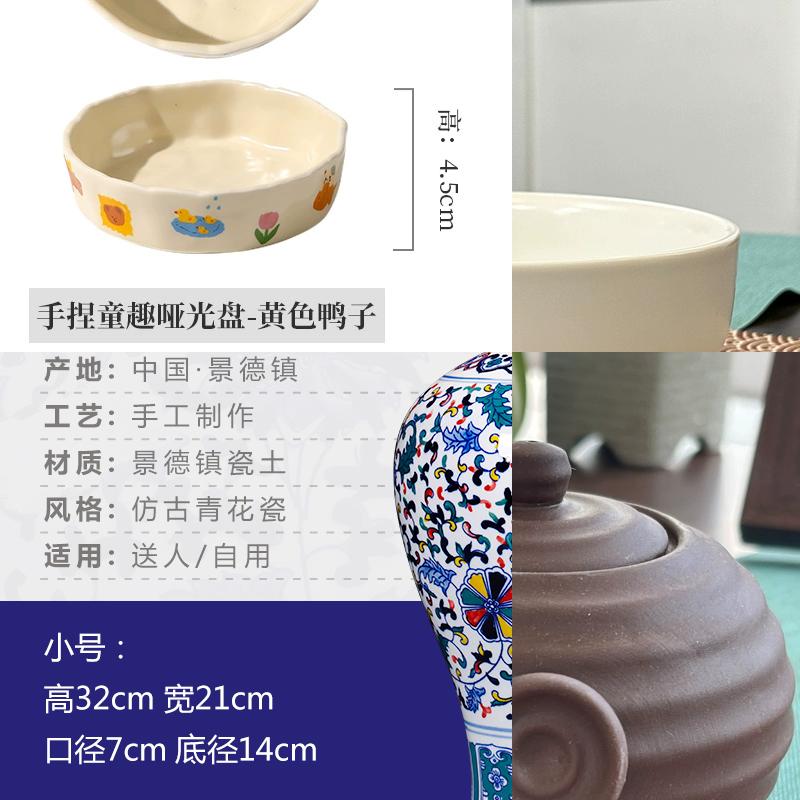 高：4.5cm
手捏童趣哑光盘-黄色鸭子
产地：中国·景德镇
工艺：手工制作
材质：景德镇瓷土
风格：仿古青花瓷
适用：送人/自用
小号：
高32cm 宽21cm
口径7cm 底径14cm